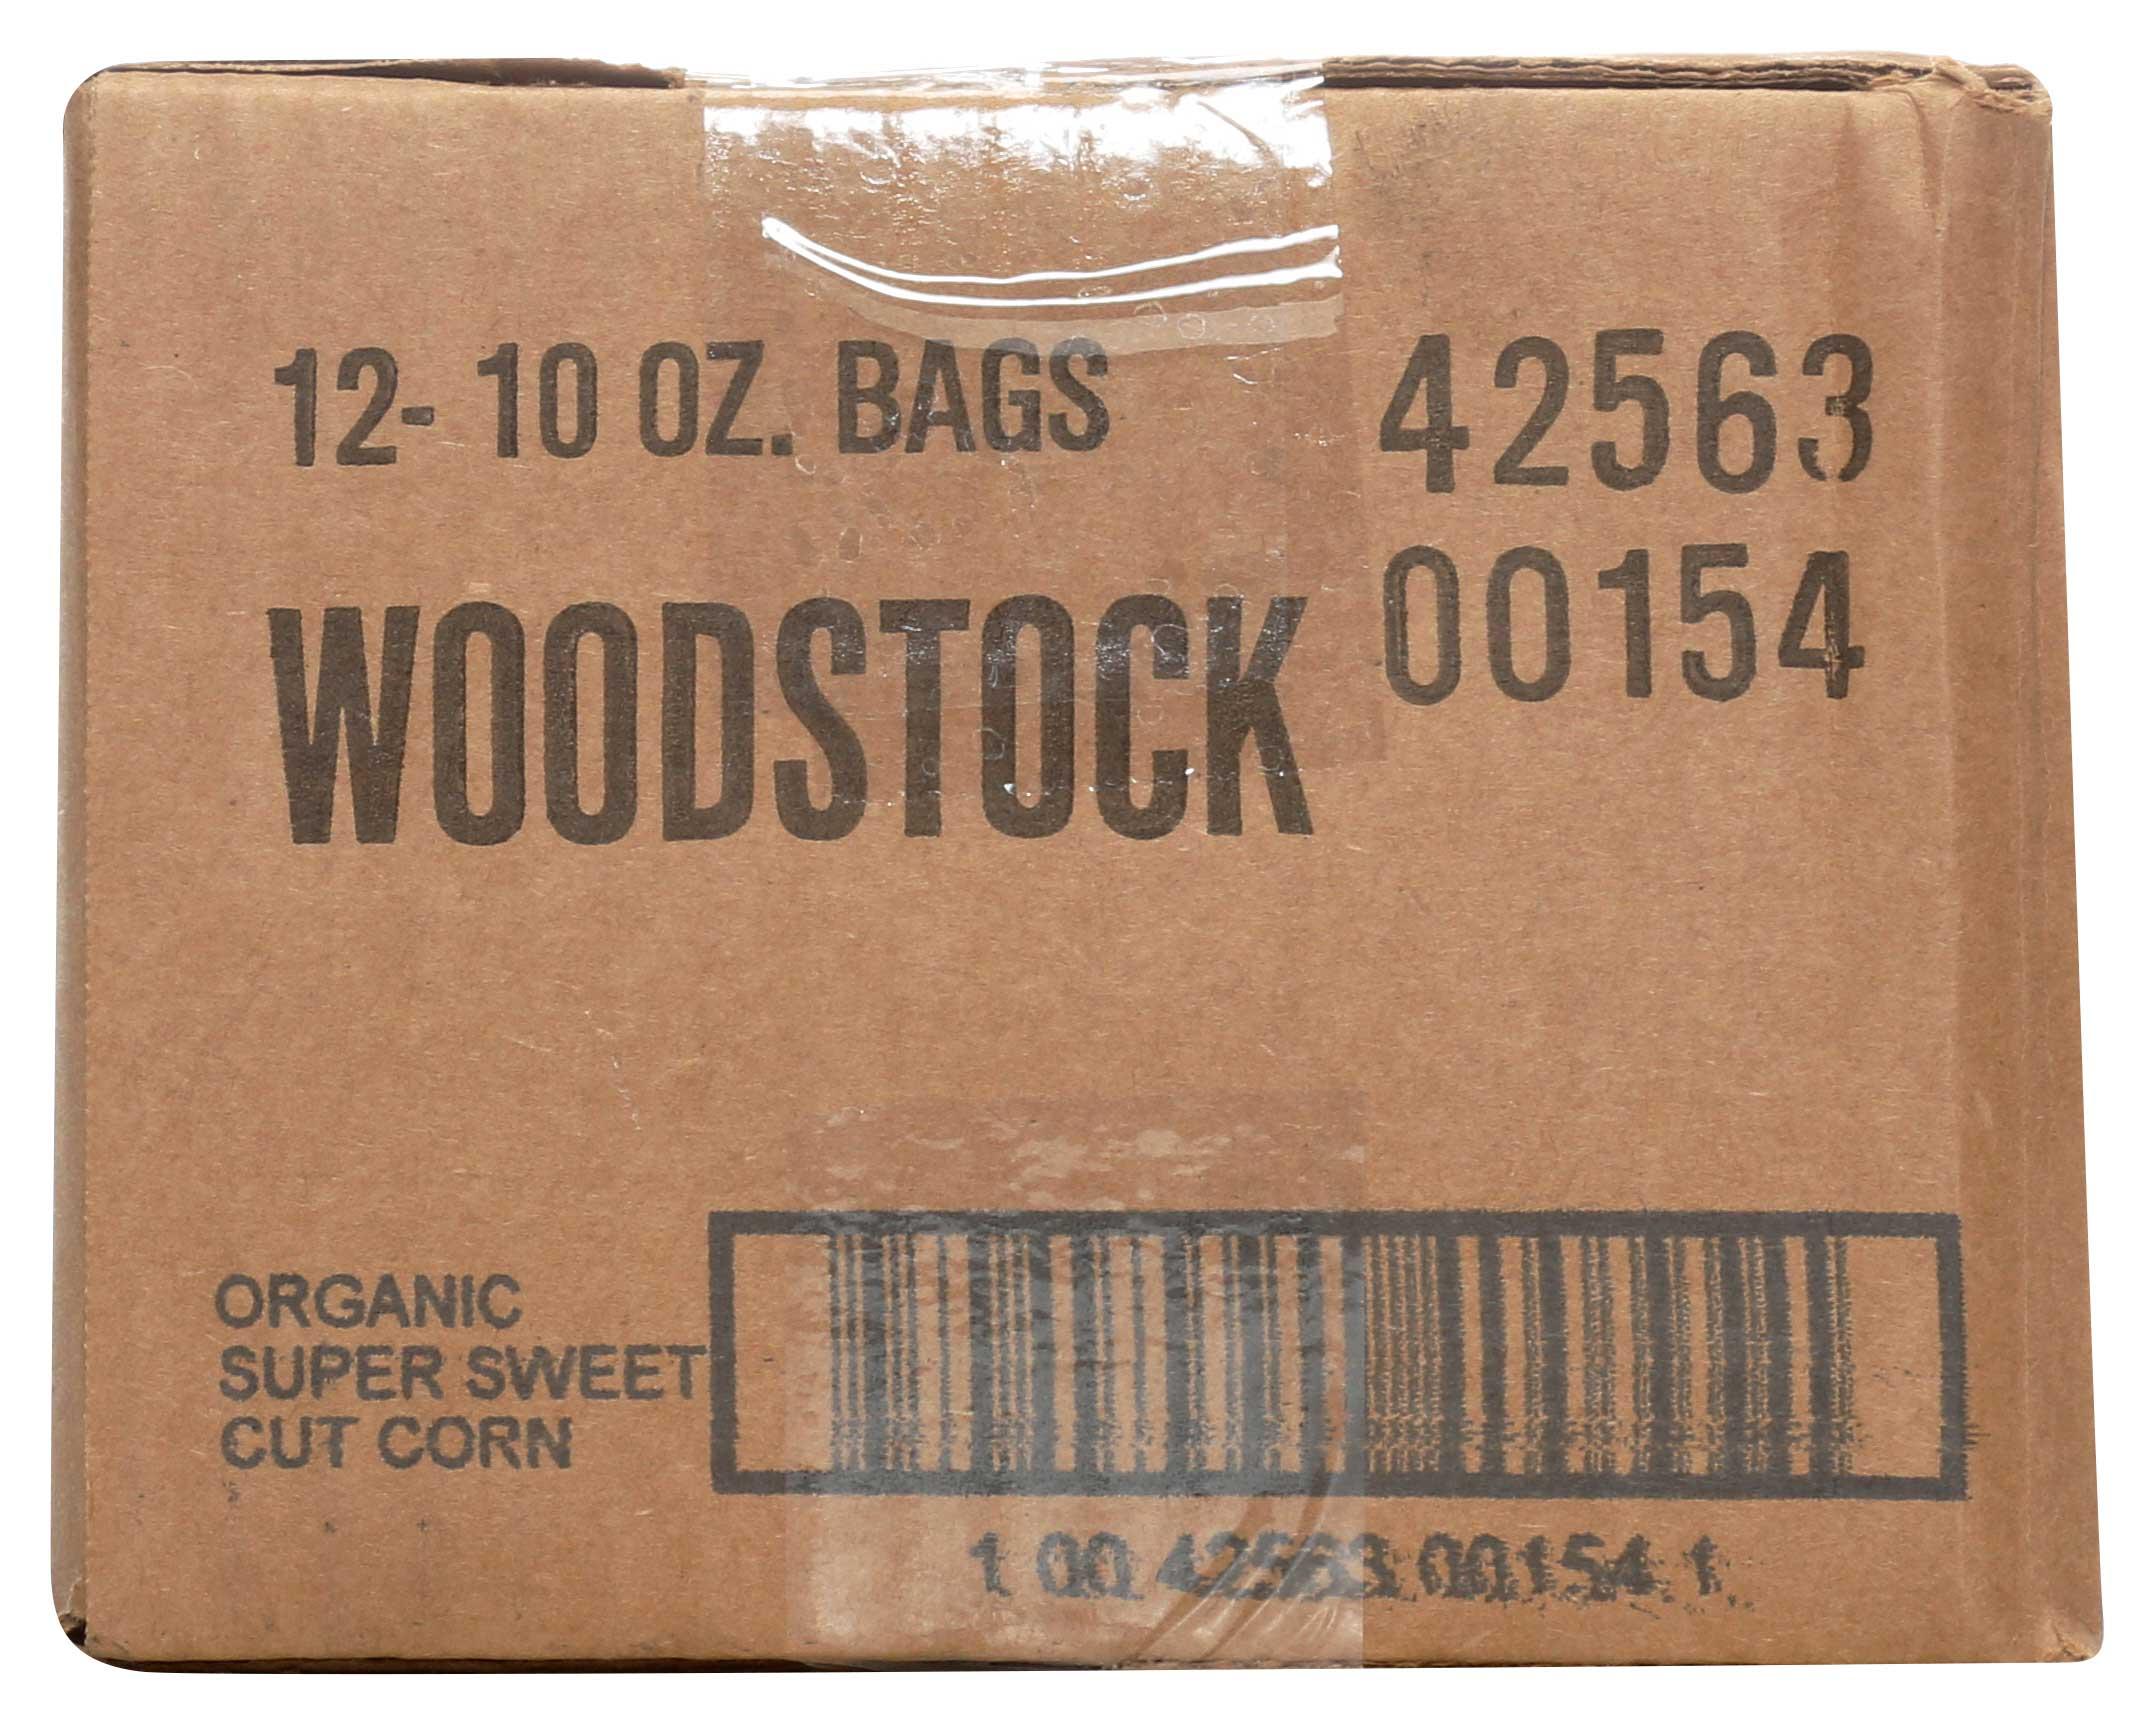 12- 10 OZ. BAGS
42563
00154
WOODSTOCK
ORGANIC
SUPER SWEET
CUT CORN
1 00 42563 00154 1